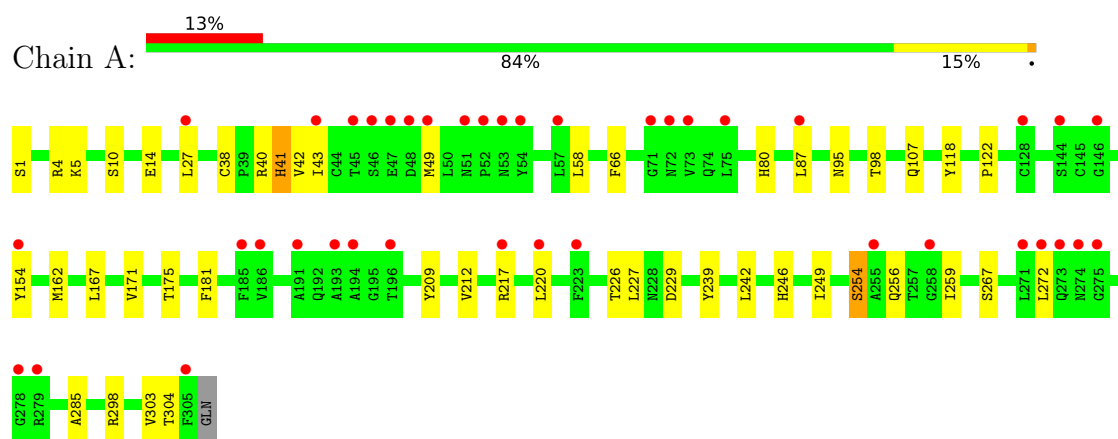 13%
Chain A:
84% 15% •
S1 R4 K5 S10 E14 L27 C38 P39 R40 H41 V42 I43 C44 T45 S46 E47 D48 M49 L50 N51 P52 N53 Y54 L57 L58 F66 G71 N72 V73 Q74 L75 H80 L87 N95 T98 Q107 Y118 P122 C128 S144 C145 G146
Y154 M162 L167 V171 T175 F181 F185 V186 A191 Q192 A193 A194 G195 T196 Y209 V212 R217 L220 F223 T226 L227 N228 D229 Y239 L242 H246 I249 S254 A255 Q256 T257 G258 I259 S267 L271 L272 Q273 N274 G275
G278 R279 A285 R298 V303 T304 F305 GLN